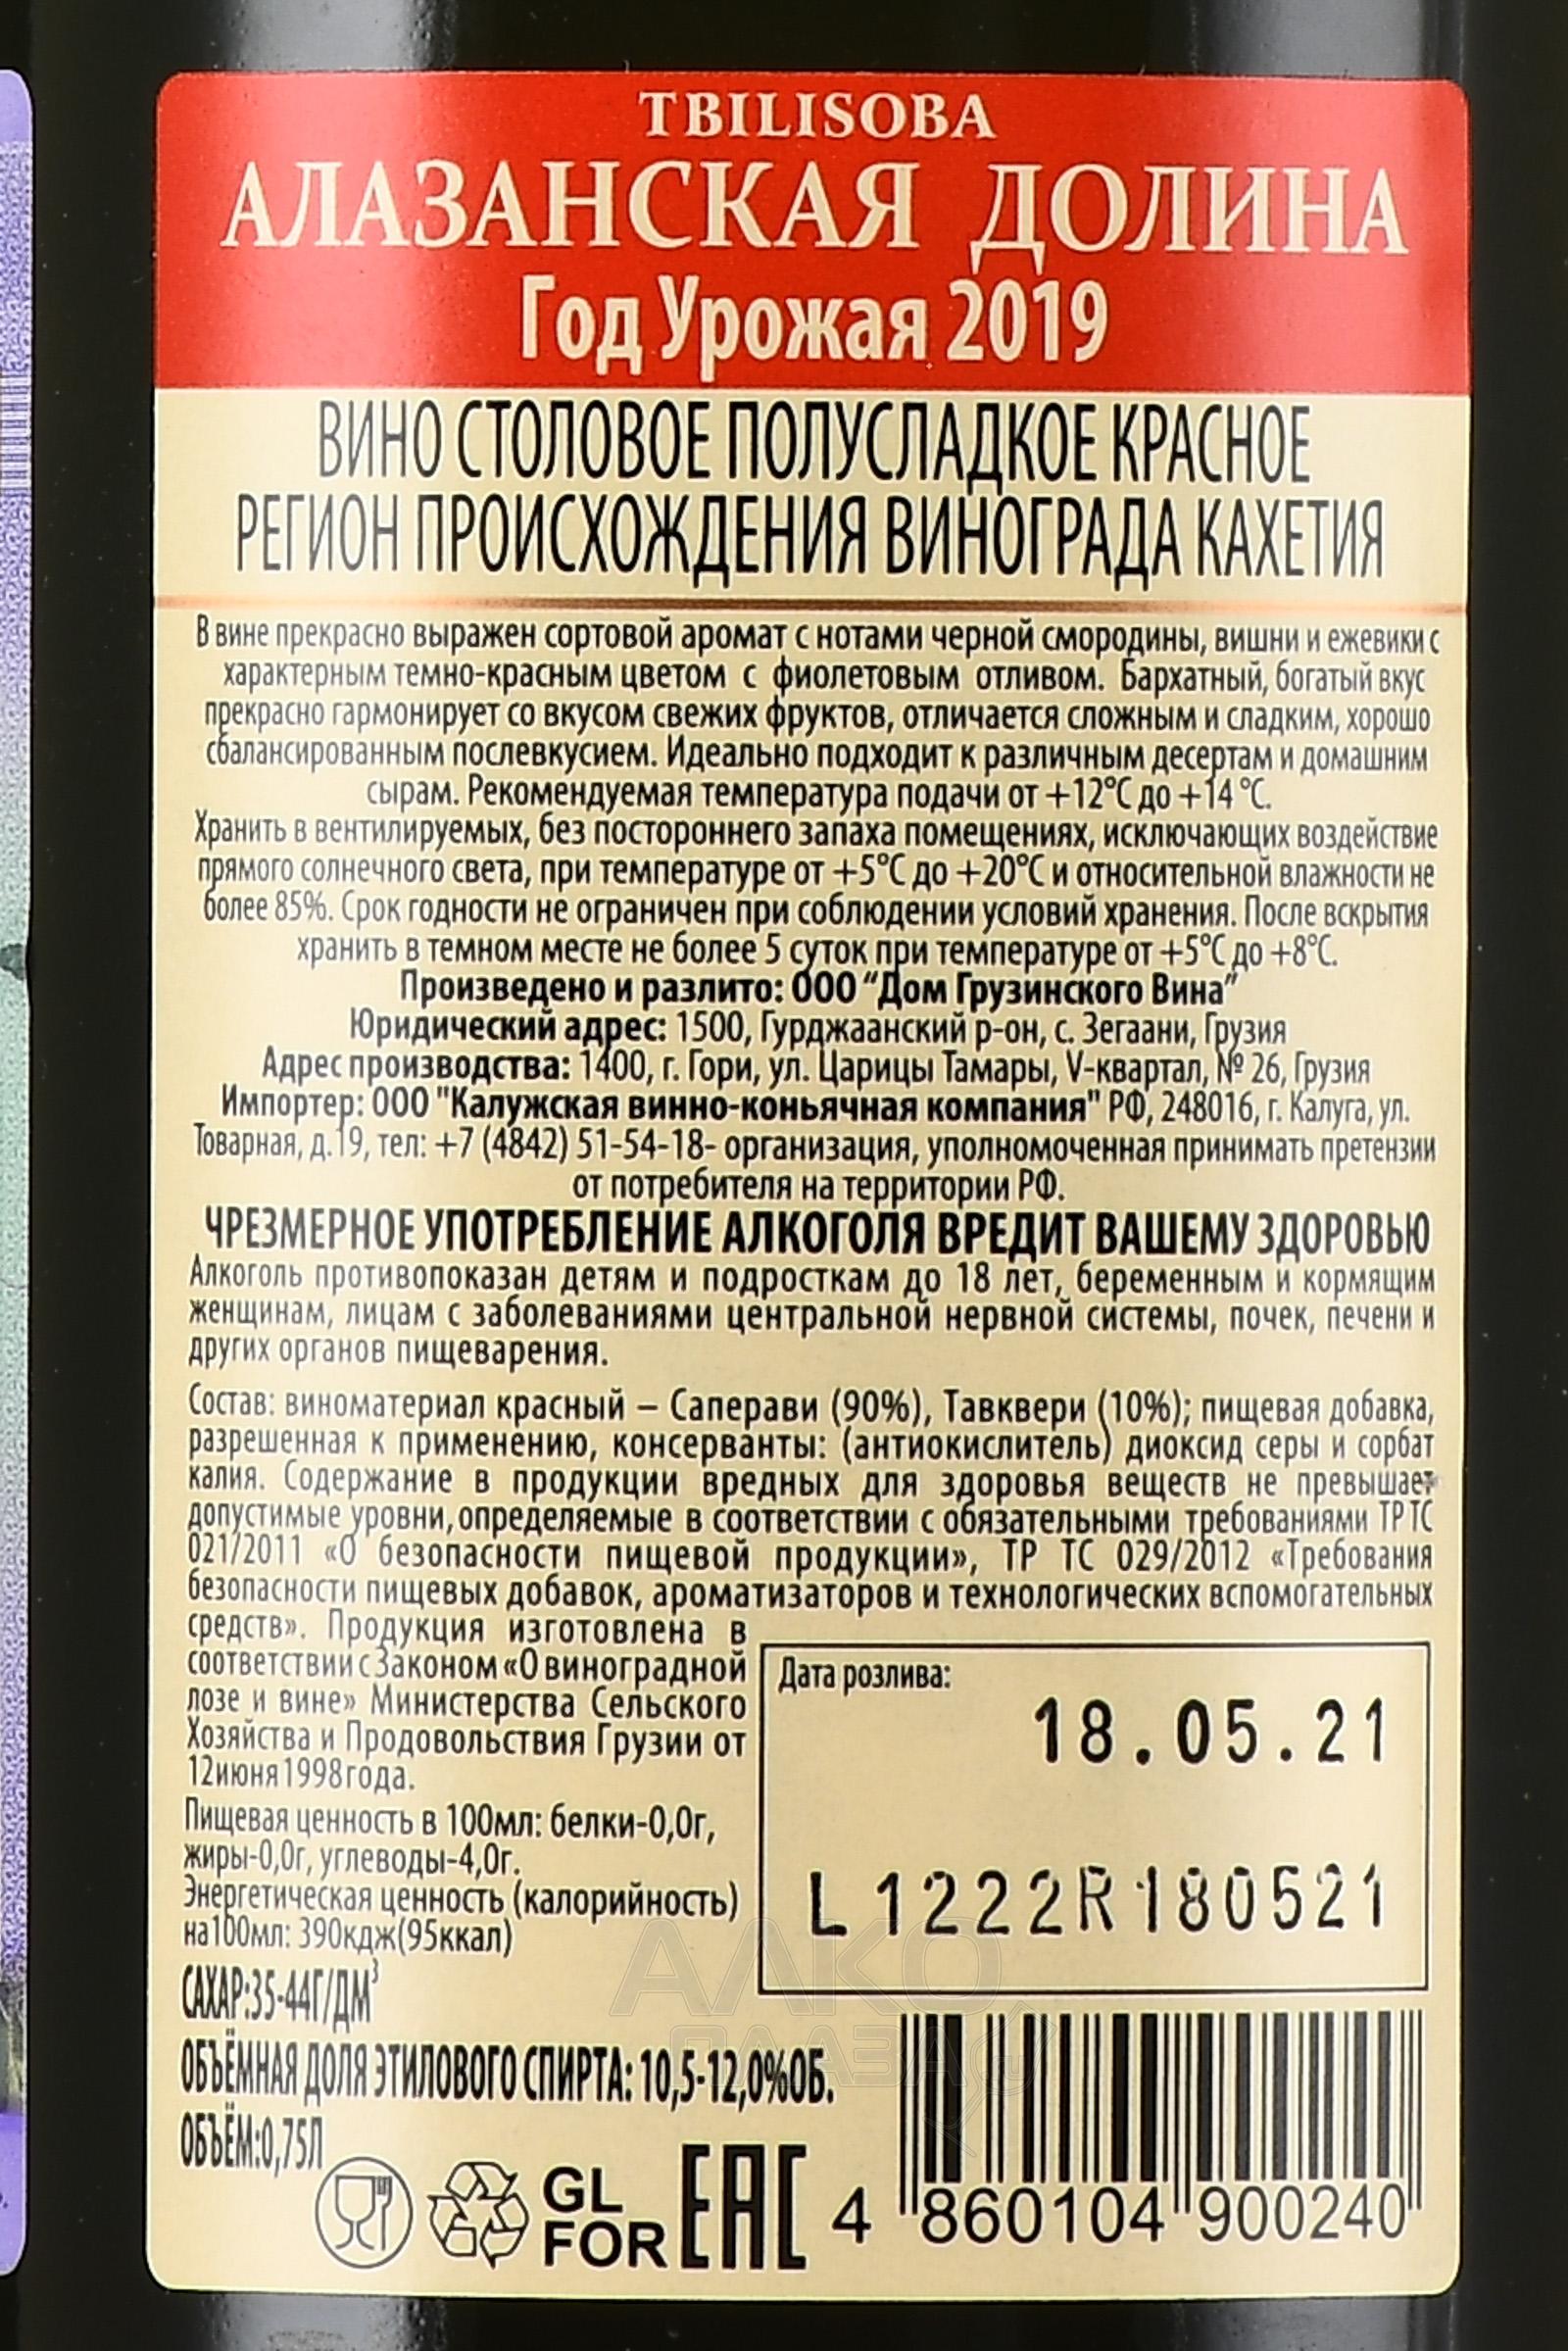 TBILISOBA
АЛАЗАНСКАЯ ДОЛИНА
Год Урожая 2019
ВИНО СТОЛОВОЕ ПОЛУСЛАДКОЕ КРАСНОЕ
РЕГИОН ПРОИСХОЖДЕНИЯ ВИНОГРАДА КАХЕТИЯ
В вине прекрасно выражен сортовой аромат с нотами черной смородины, вишни и ежевики с
характерным темно-красным цветом с фиолетовым отливом. Бархатный, богатый вкус
прекрасно гармонирует со вкусом свежих фруктов, отличается сложным и сладким, хорошо
сбалансированным послевкусием. Идеально подходит к различным десертам и домашним
сырам. Рекомендуемая температура подачи от +12°C до +14 °C.
Хранить в вентилируемых, без постороннего запаха помещениях, исключающих воздействие
прямого солнечного света, при температуре от +5°C до +20°C и относительной влажности не
более 85%. Срок годности не ограничен при соблюдении условий хранения. После вскрытия
хранить в темном месте не более 5 суток при температуре от +5°C до +8°C.
Произведено и разлито: ООО “Дом Грузинского Вина”
Юридический адрес: 1500, Гурджаанский р-он, с. Зегаани, Грузия
Адрес производства: 1400, г. Гори, ул. Царицы Тамары, V-квартал, № 26, Грузия
Импортер: ООО "Калужская винно-коньячная компания" РФ, 248016, г. Калуга, ул.
Товарная, д.19, тел: +7 (4842) 51-54-18- организация, уполномоченная принимать претензии
от потребителя на территории РФ.
ЧРЕЗМЕРНОЕ УПОТРЕБЛЕНИЕ АЛКОГОЛЯ ВРЕДИТ ВАШЕМУ ЗДОРОВЬЮ
Алкоголь противопоказан детям и подросткам до 18 лет, беременным и кормящим
женщинам, лицам с заболеваниями центральной нервной системы, почек, печени и
других органов пищеварения.
Состав: виноматериал красный – Саперави (90%), Тавквери (10%); пищевая добавка,
разрешенная к применению, консерванты: (антиокислитель) диоксид серы и сорбат
калия. Содержание в продукции вредных для здоровья веществ не превышает
допустимые уровни, определяемые в соответствии с обязательными требованиями ТР ТС
021/2011 «О безопасности пищевой продукции», ТР ТС 029/2012 «Требования
безопасности пищевых добавок, ароматизаторов и технологических вспомогательных
средств». Продукция изготовлена в
соответствии с Законом «О виноградной
лозе и вине» Министерства Сельского
Хозяйства и Продовольствия Грузии от
12июня1998года.
Пищевая ценность в 100мл: белки-0,0г,
жиры-0,0г, углеводы-4,0г.
Энергетическая ценность (калорийность)
на100мл: 390кдж(95ккал)
САХАР:35-44Г/ДМ³
ОБЪЁМНАЯ ДОЛЯ ЭТИЛОВОГО СПИРТА: 10,5-12,0%ОБ.
ОБЪЁМ:0,75Л
Дата розлива:
18.05.21
L1222R180521
АЛКО
ПЛАЗА
ru
GL
FOR
EAC
4 860104 900240